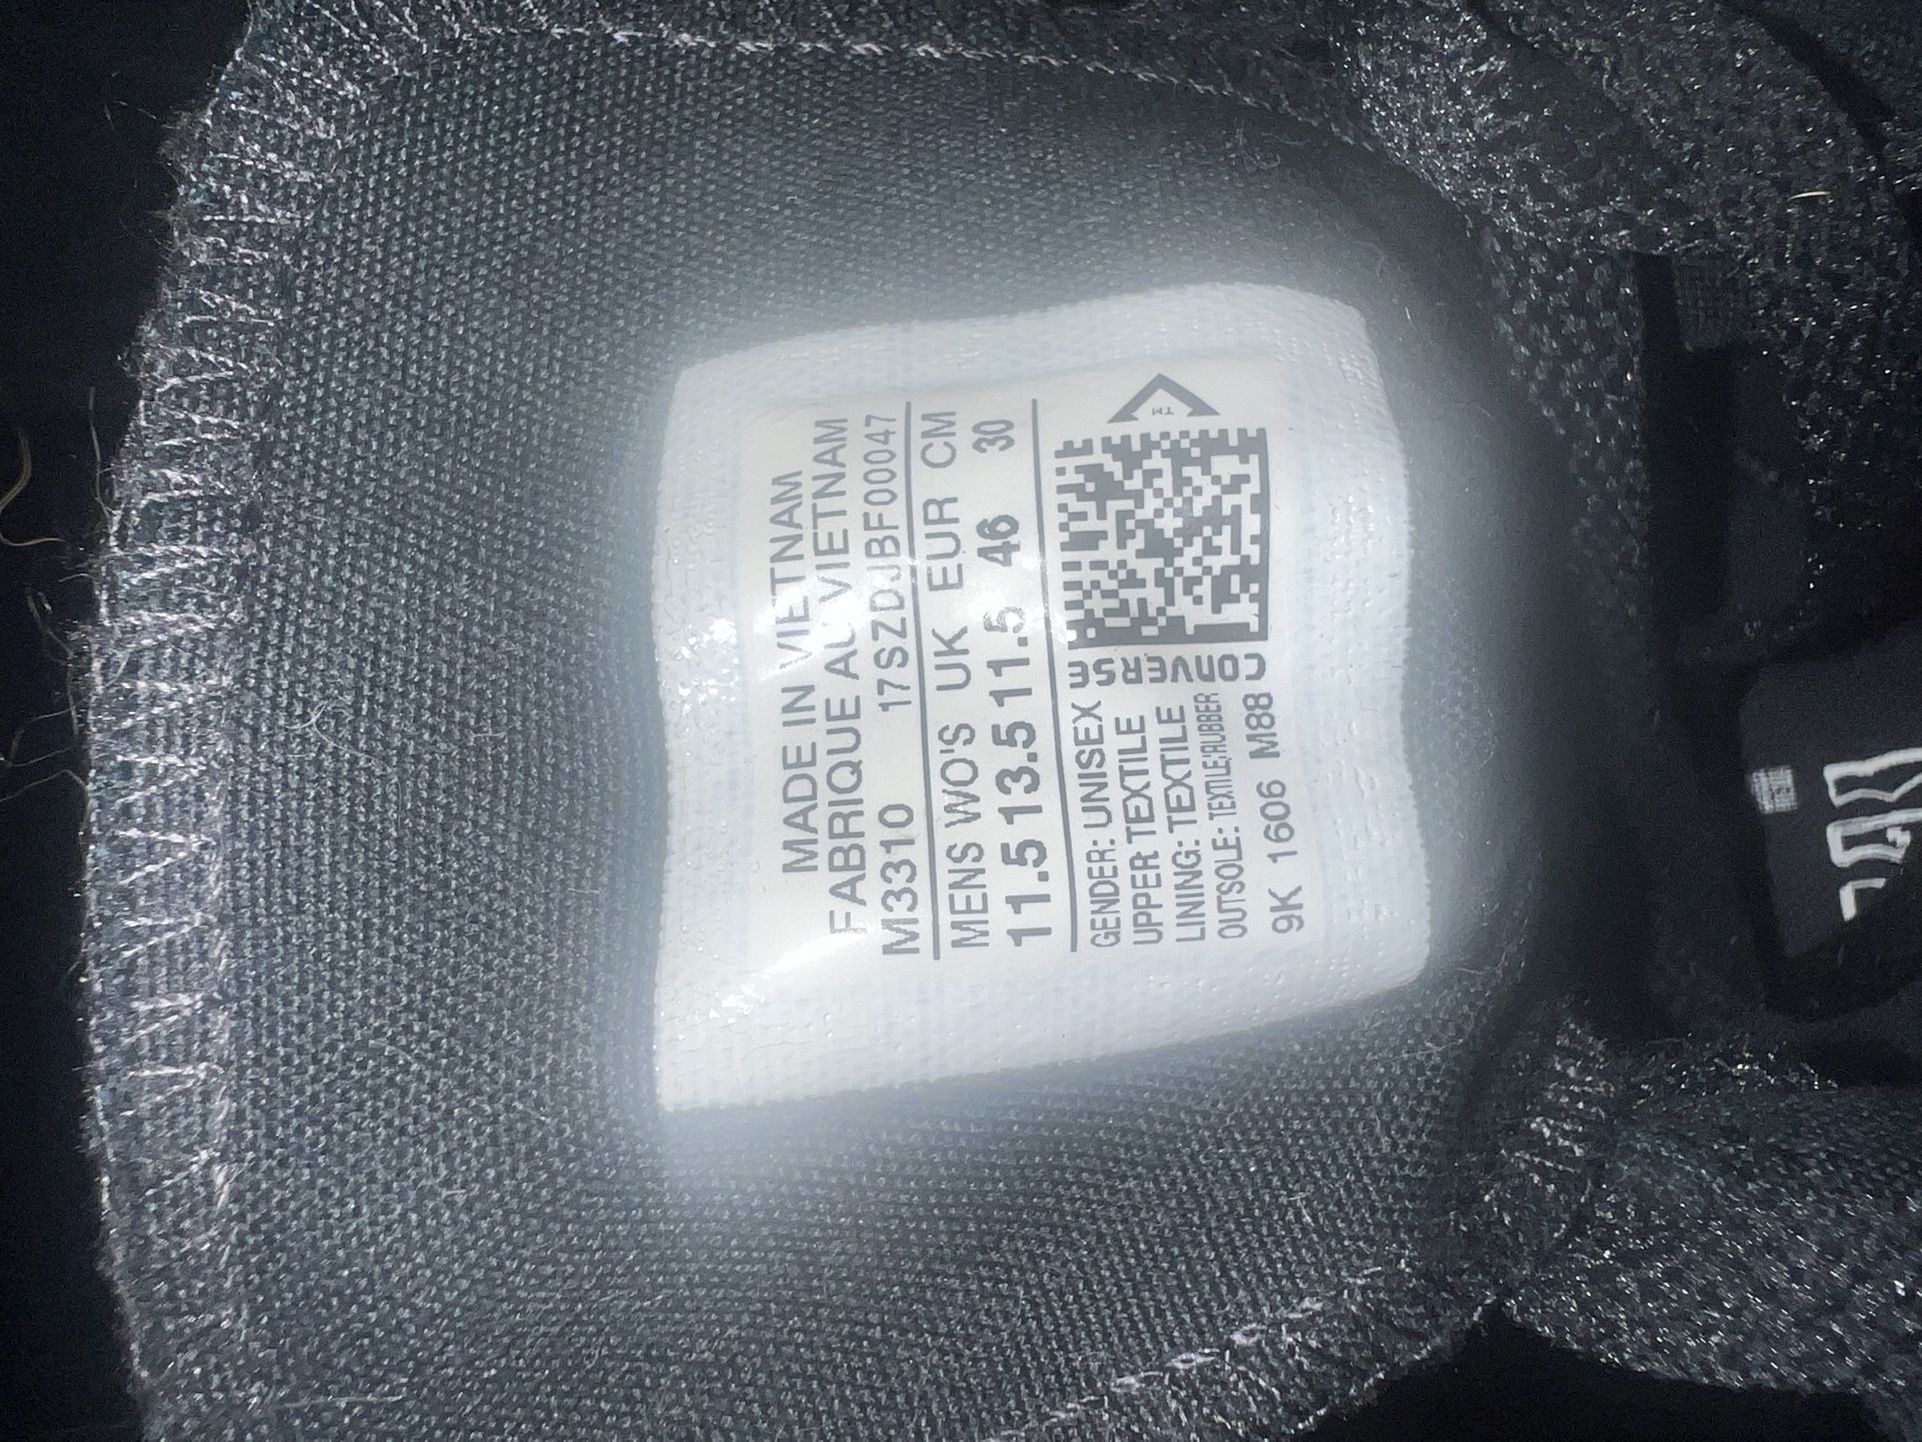 MADE IN VIETNAM
FABRIQUE AU VIETNAM
M3310 17SZDJBF00047
MENS WO'S UK EUR CM
11.5 13.5 11.5 46 30
GENDER: UNISEX
UPPER TEXTILE
LINING: TEXTILE
OUTSOLE: TEXTILE/RUBBER
9K 1606 M88
CONVERSE
TM